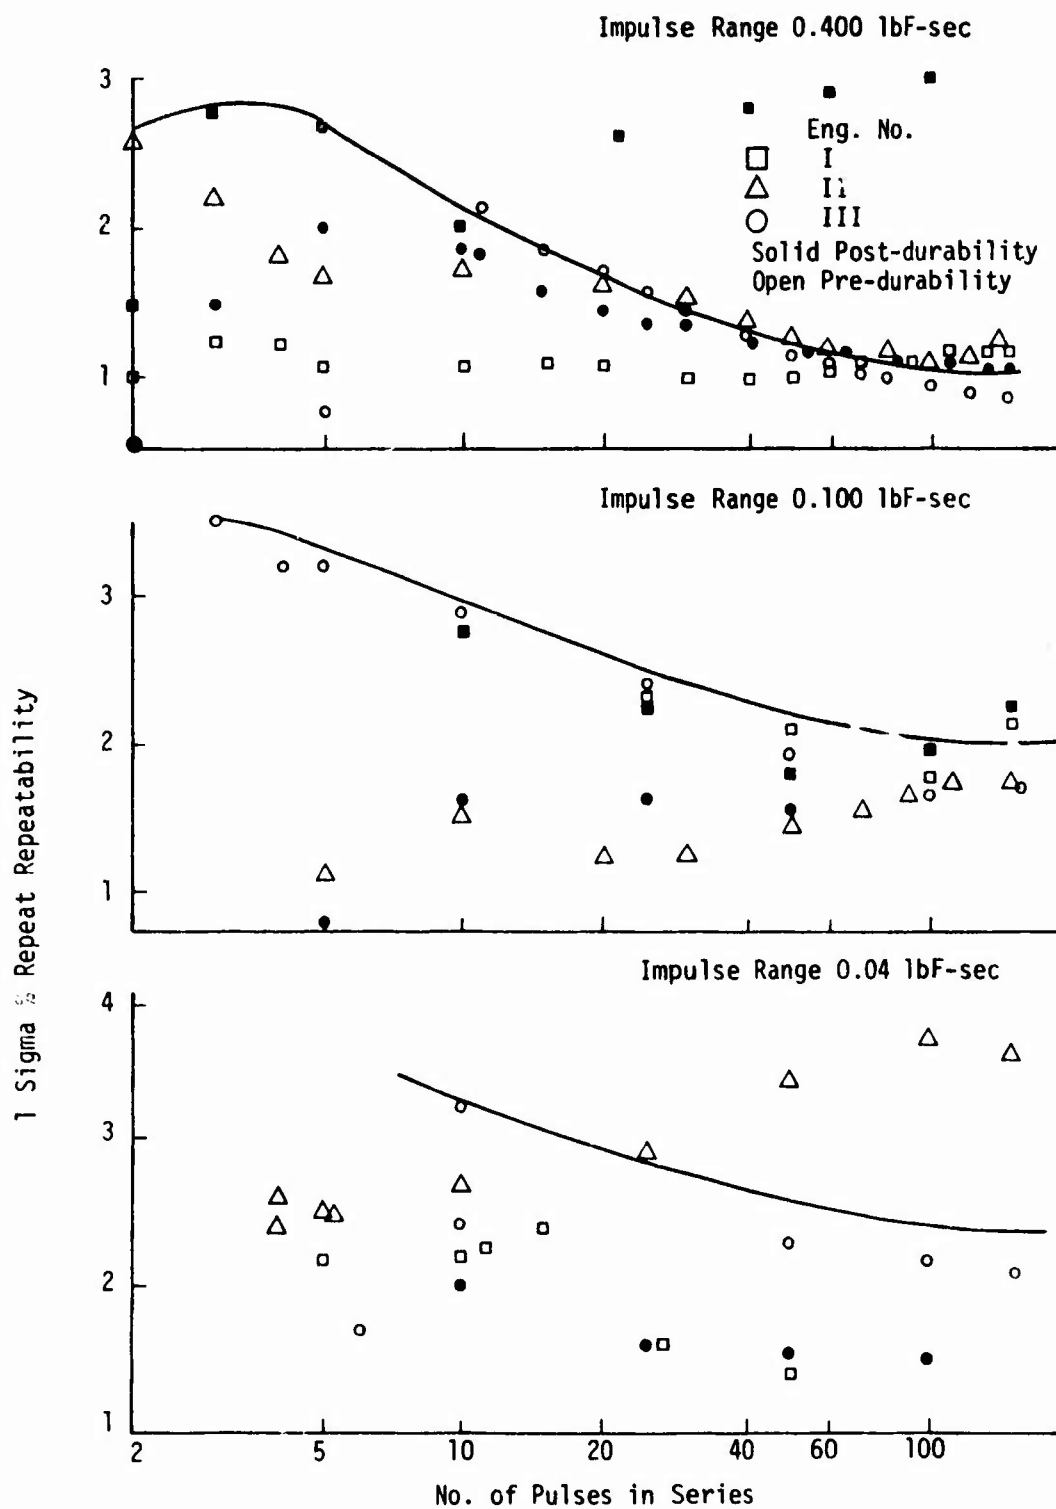 Impulse Range 0.400 lbF-sec
3
2
1
Eng. No.
I
II
III
Solid Post-durability
Open Pre-durability
Impulse Range 0.100 lbF-sec
3
2
1
1 Sigma % Repeat Repeatability
Impulse Range 0.04 lbF-sec
4
3
2
1
2 5 10 20 40 60 100
No. of Pulses in Series